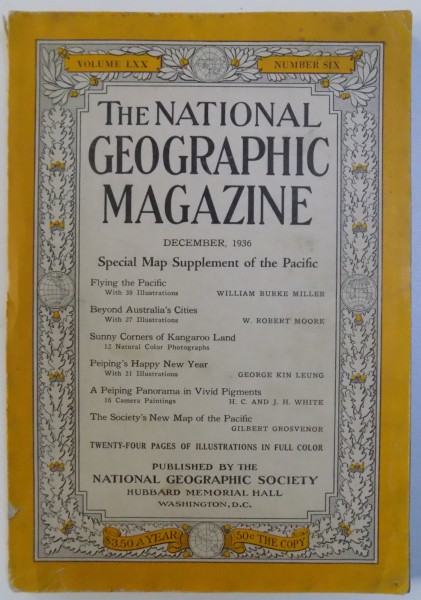 VOLUME LXX NUMBER SIX
THE NATIONAL
GEOGRAPHIC
MAGAZINE
DECEMBER, 1936
Special Map Supplement of the Pacific
Flying the Pacific
With 39 Illustrations WILLIAM BURKE MILLER
Beyond Australia's Cities
With 27 Illustrations W. ROBERT MOORE
Sunny Corners of Kangaroo Land
12 Natural Color Photographs
Peiping's Happy New Year
With 21 Illustrations GEORGE KIN LEUNG
A Peiping Panorama in Vivid Pigments
16 Camera Paintings H. C. AND J. H. WHITE
The Society's New Map of the Pacific
GILBERT GROSVENOR
TWENTY-FOUR PAGES OF ILLUSTRATIONS IN FULL COLOR
PUBLISHED BY THE
NATIONAL GEOGRAPHIC SOCIETY
HUBBARD MEMORIAL HALL
WASHINGTON, D.C.
$3.50 A YEAR 50¢ THE COPY